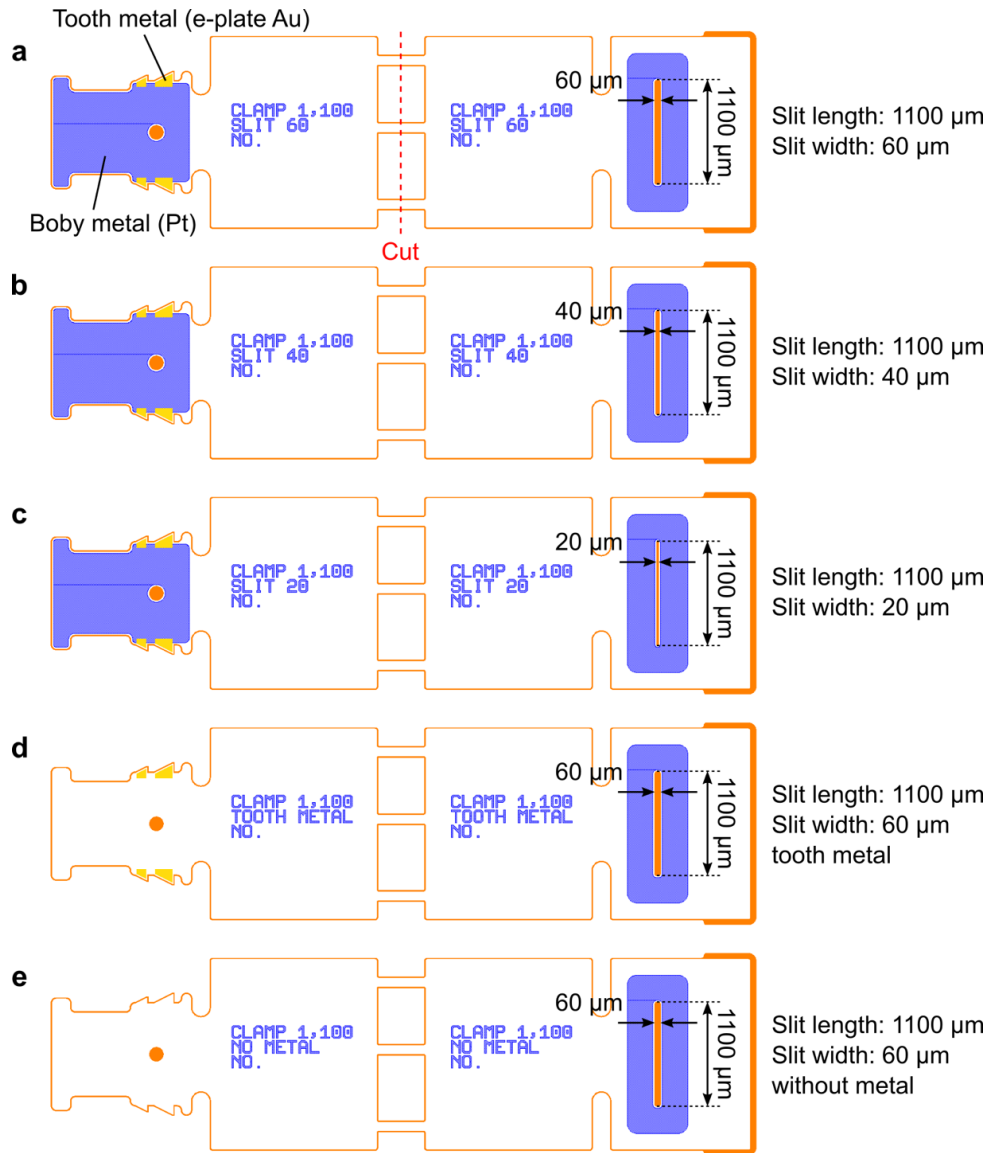 Tooth metal (e-plate Au)
a
60 µm
1100 µm
CLAMP 1,100
SLIT 60
NO.
CLAMP 1,100
SLIT 60
NO.
Slit length: 1100 µm
Slit width: 60 µm
Boby metal (Pt)
Cut
b
40 µm
1100 µm
CLAMP 1,100
SLIT 40
NO.
CLAMP 1,100
SLIT 40
NO.
Slit length: 1100 µm
Slit width: 40 µm
c
20 µm
1100 µm
CLAMP 1,100
SLIT 20
NO.
CLAMP 1,100
SLIT 20
NO.
Slit length: 1100 µm
Slit width: 20 µm
d
60 µm
1100 µm
CLAMP 1,100
TOOTH METAL
NO.
CLAMP 1,100
TOOTH METAL
NO.
Slit length: 1100 µm
Slit width: 60 µm
tooth metal
e
60 µm
1100 µm
CLAMP 1,100
NO METAL
NO.
CLAMP 1,100
NO METAL
NO.
Slit length: 1100 µm
Slit width: 60 µm
without metal